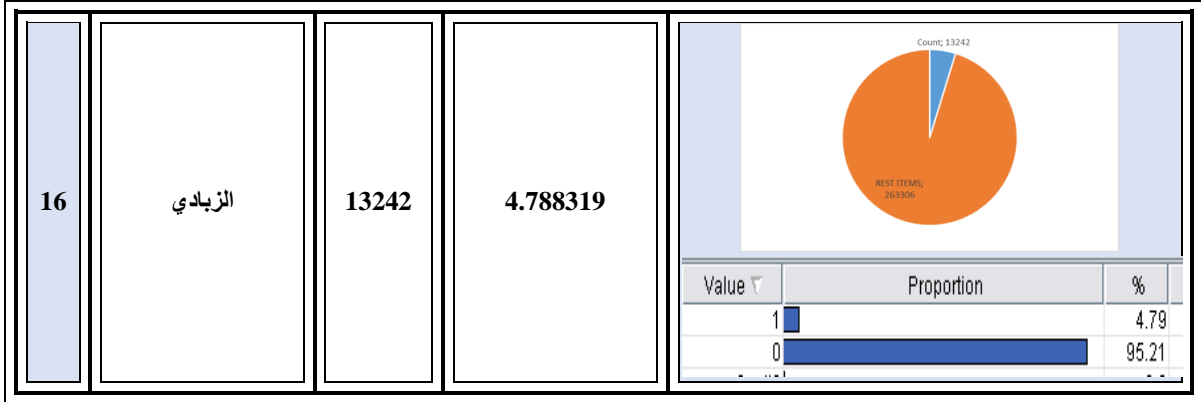 16
الزبادي
13242
4.788319
Count; 13242
REST ITEMS;
263306
Value Proportion %
1 4.79
0 95.21